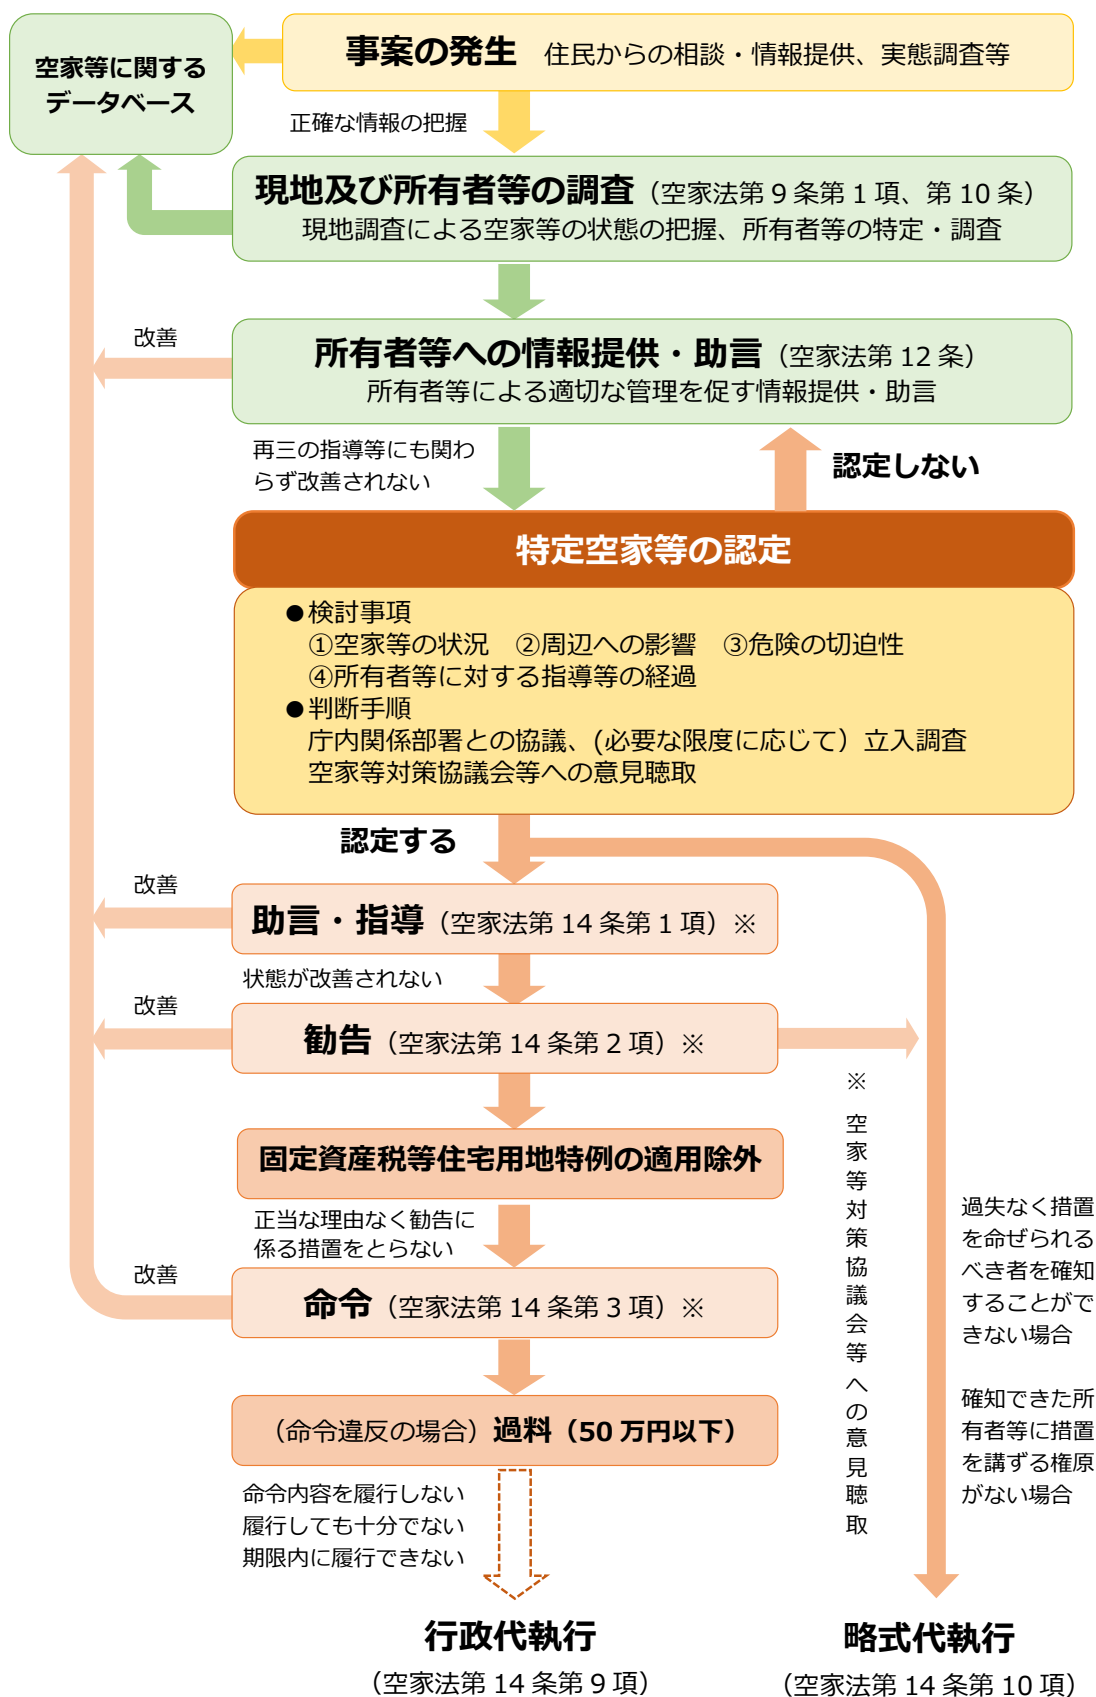 空家等に関する
データベース
事案の発生 住民からの相談・情報提供、実態調査等
正確な情報の把握
現地及び所有者等の調査（空家法第 9 条第 1 項、第 10 条）
現地調査による空家等の状態の把握、所有者等の特定・調査
改善
所有者等への情報提供・助言（空家法第 12 条）
所有者等による適切な管理を促す情報提供・助言
再三の指導等にも関わ
らず改善されない
認定しない
特定空家等の認定
●検討事項
①空家等の状況 ②周辺への影響 ③危険の切迫性
④所有者等に対する指導等の経過
●判断手順
庁内関係部署との協議、(必要な限度に応じて）立入調査
空家等対策協議会等への意見聴取
認定する
改善
助言・指導（空家法第 14 条第 1 項）※
状態が改善されない
改善
勧告（空家法第 14 条第 2 項）※
固定資産税等住宅用地特例の適用除外
正当な理由なく勧告に
係る措置をとらない
改善
命令（空家法第 14 条第 3 項）※
（命令違反の場合）過料（50 万円以下）
命令内容を履行しない
履行しても十分でない
期限内に履行できない
※ 空家等対策協議会等への意見聴取
過失なく措置
を命ぜられる
べき者を確知
することがで
きない場合
確知できた所
有者等に措置
を講ずる権原
がない場合
行政代執行
（空家法第 14 条第 9 項）
略式代執行
（空家法第 14 条第 10 項）